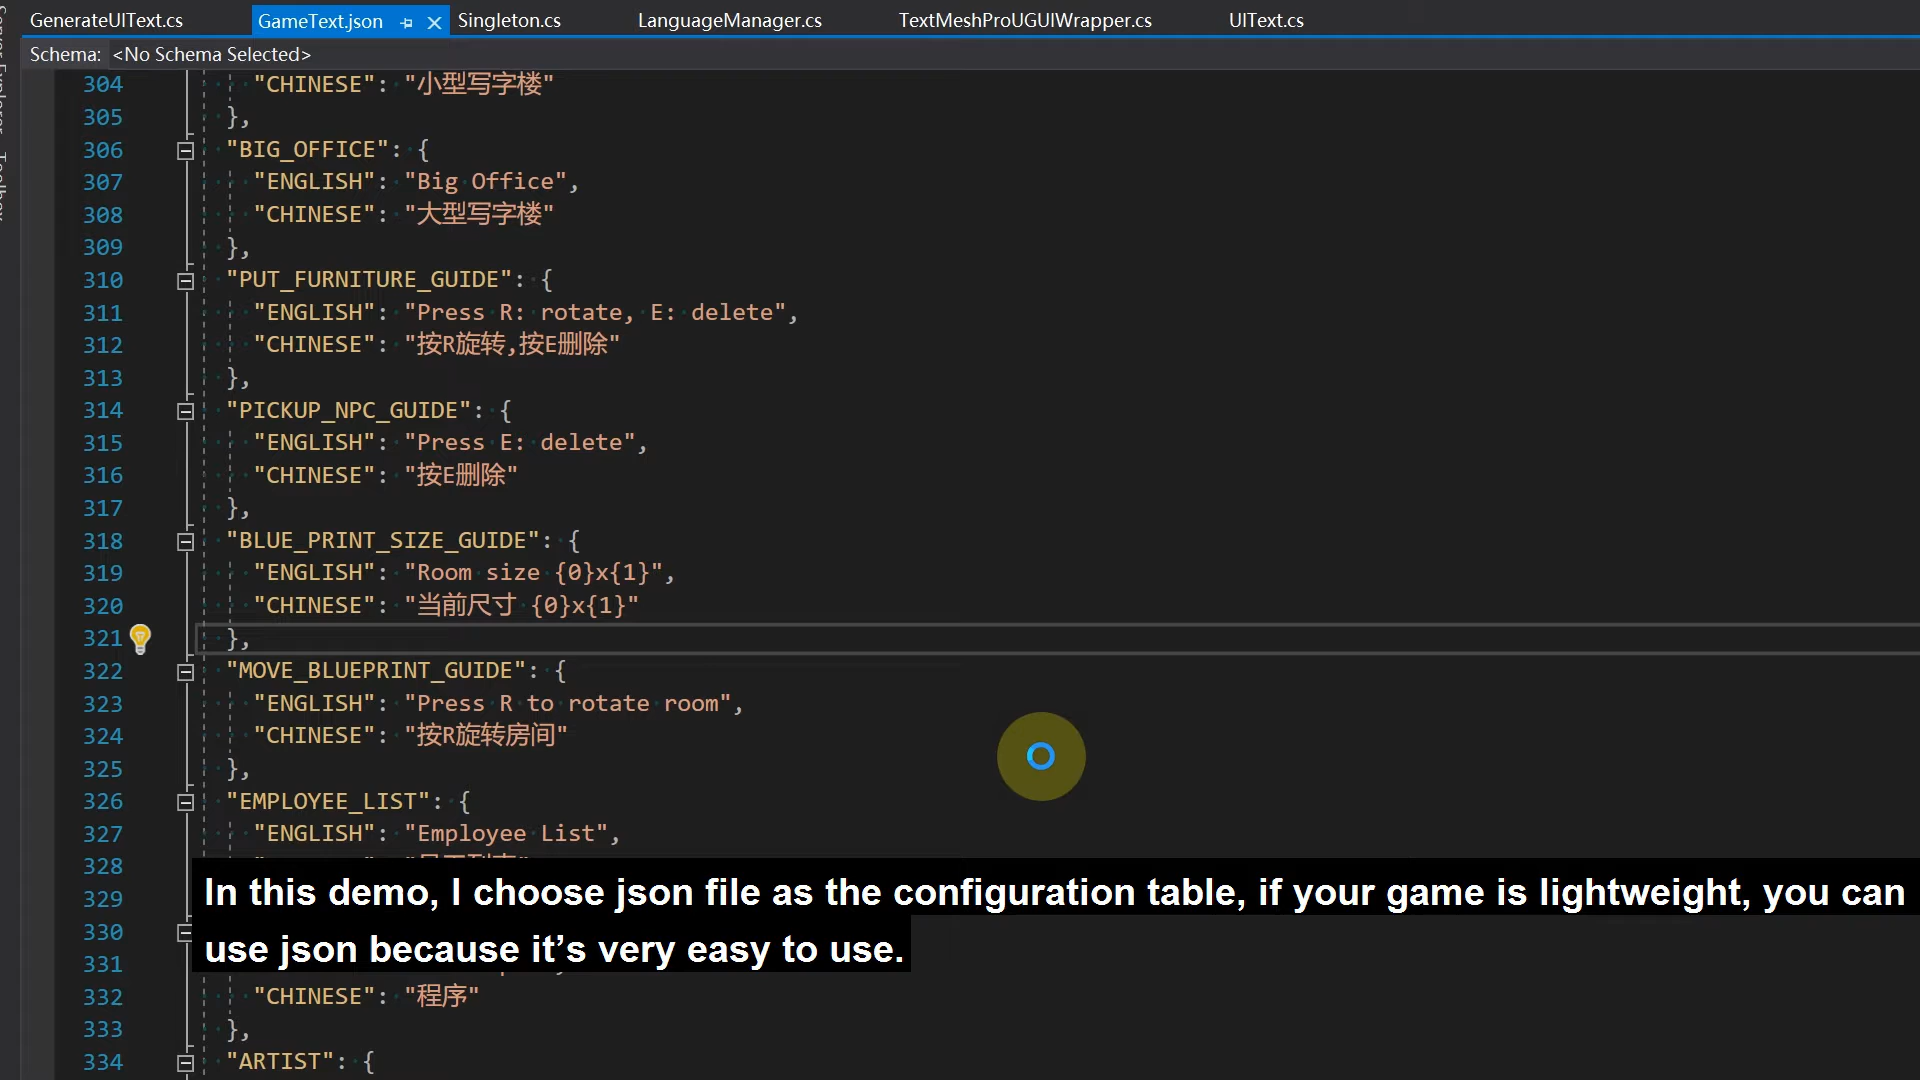 GenerateUIText.cs GameText.json Singleton.cs LanguageManager.cs TextMeshProUGUIWrapper.cs UIText.cs
Schema: <No Schema Selected>
304 "CHINESE": "小型写字楼"
305 },
306 "BIG_OFFICE": {
307 "ENGLISH": "Big Office",
308 "CHINESE": "大型写字楼"
309 },
310 "PUT_FURNITURE_GUIDE": {
311 "ENGLISH": "Press R: rotate, E: delete",
312 "CHINESE": "按R旋转,按E删除"
313 },
314 "PICKUP_NPC_GUIDE": {
315 "ENGLISH": "Press E: delete",
316 "CHINESE": "按E删除"
317 },
318 "BLUE_PRINT_SIZE_GUIDE": {
319 "ENGLISH": "Room size {0}x{1}",
320 "CHINESE": "当前尺寸 {0}x{1}"
321 },
322 "MOVE_BLUEPRINT_GUIDE": {
323 "ENGLISH": "Press R to rotate room",
324 "CHINESE": "按R旋转房间"
325 },
326 "EMPLOYEE_LIST": {
327 "ENGLISH": "Employee List",
328
In this demo, I choose json file as the configuration table, if your game is lightweight, you can
329
330
use json because it's very easy to use.
331
332 "CHINESE": "程序"
333 },
334 "ARTIST": {